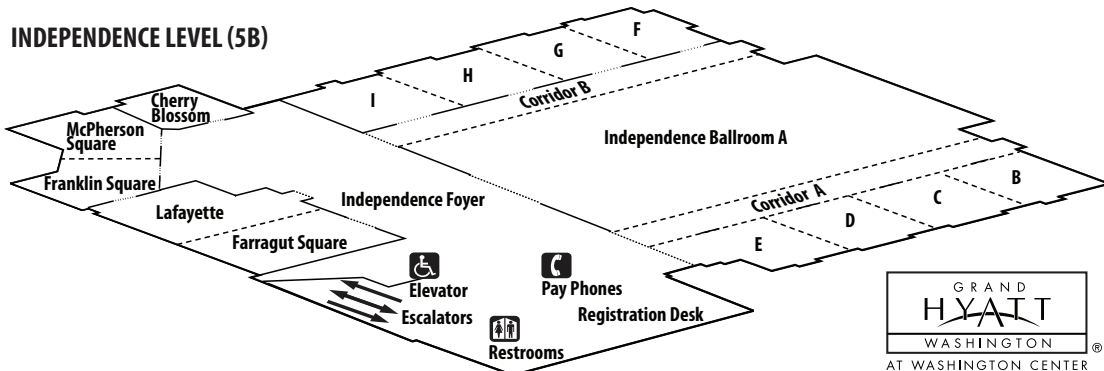 INDEPENDENCE LEVEL (5B)
F
G
H
I
Corridor B
Cherry
Blossom
McPherson
Square
Franklin Square
Independence Ballroom A
Lafayette
Independence Foyer
Farragut Square
Corridor A
B
C
D
E
Elevator
Escalators
Pay Phones
Registration Desk
Restrooms
GRAND
HYATT
WASHINGTON
®
AT WASHINGTON CENTER